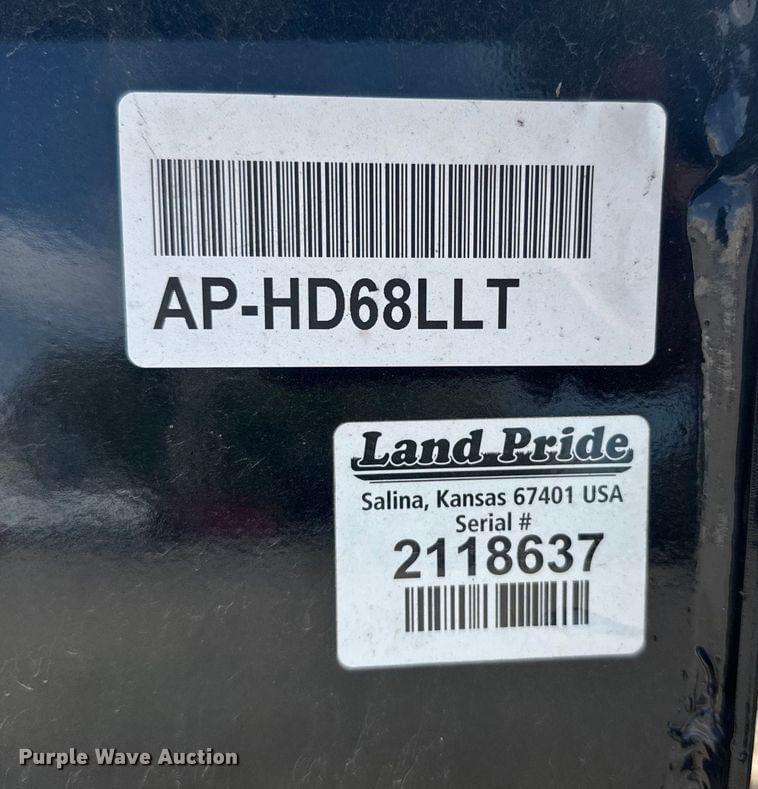 AP-HD68LLT
Land Pride
Salina, Kansas 67401 USA
Serial #
2118637
Purple Wave Auction